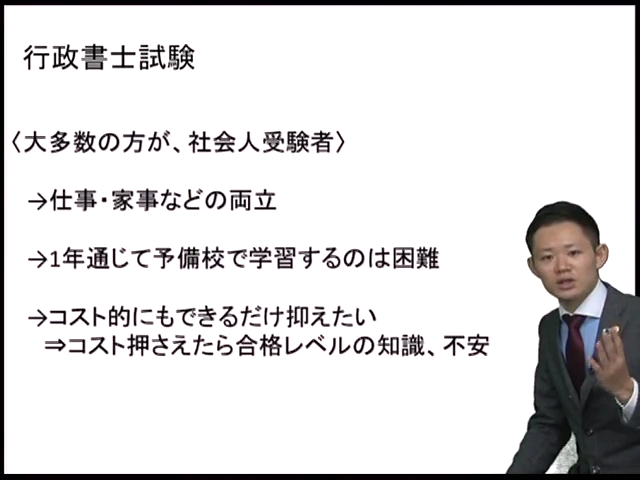 行政書士試験
〈大多数の方が、社会人受験者〉
→仕事・家事などの両立
→1年通じて予備校で学習するのは困難
→コスト的にもできるだけ抑えたい
⇒コスト押さえたら合格レベルの知識、不安